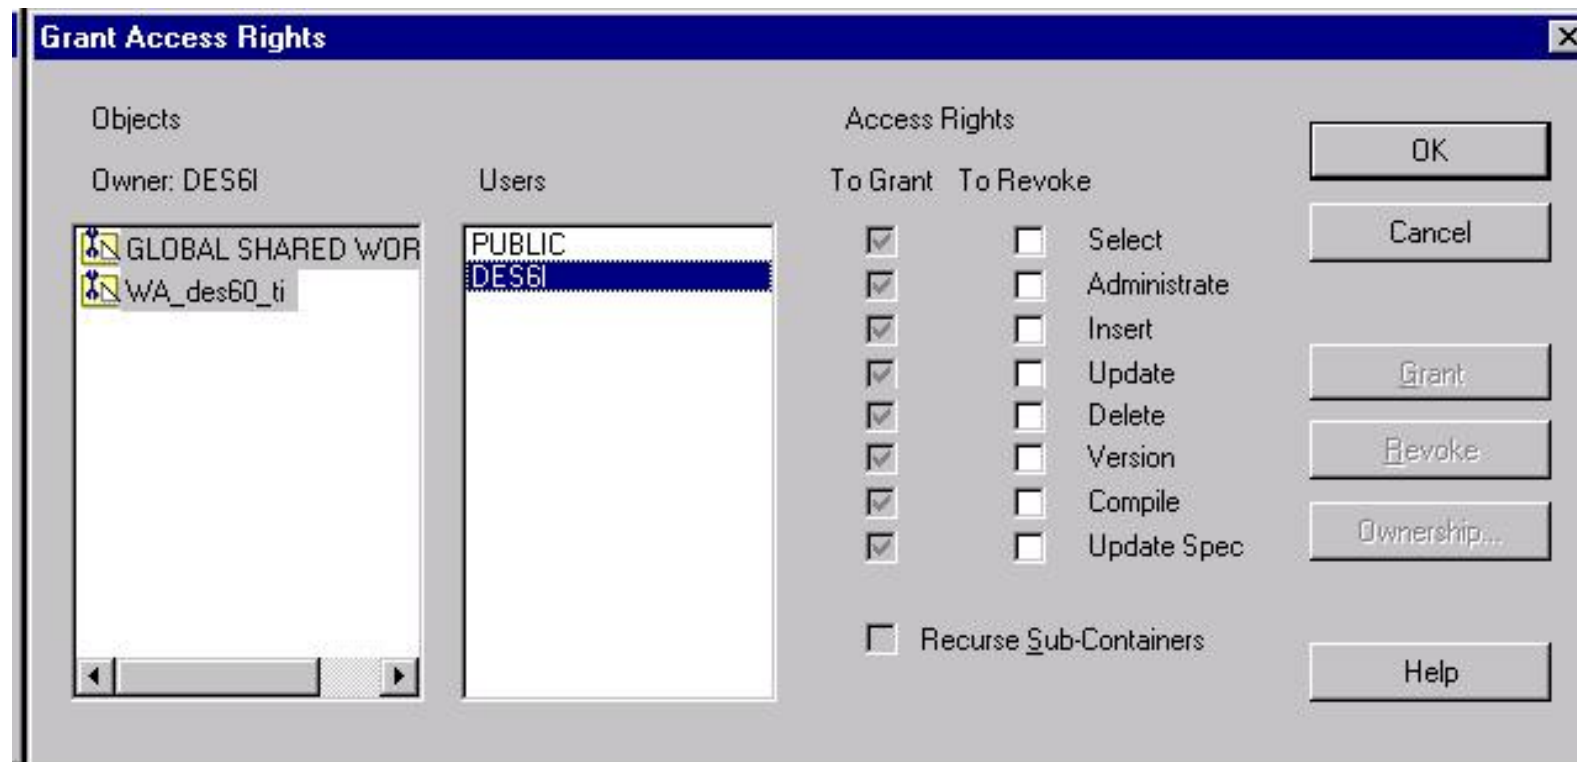 Grant Access Rights
Objects
Owner: DES6I
GLOBAL SHARED WOR
WA_des60_ti
Users
PUBLIC
DES6I
Access Rights
To Grant To Revoke
Select
Administrate
Insert
Update
Delete
Version
Compile
Update Spec
Recurse Sub-Containers
OK
Cancel
Grant
Revoke
Ownership...
Help